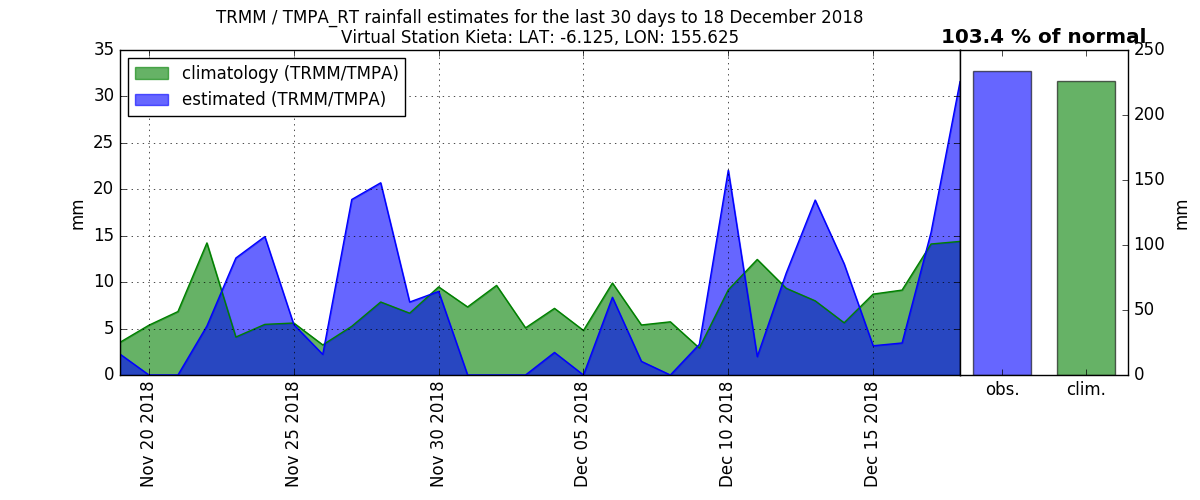 TRMM / TMPA_RT rainfall estimates for the last 30 days to 18 December 2018
Virtual Station Kieta: LAT: -6.125, LON: 155.625
103.4 % of normal
climatology (TRMM/TMPA)
estimated (TRMM/TMPA)
35
30
25
20
15
10
5
0
mm
Nov 20 2018
Nov 25 2018
Nov 30 2018
Dec 05 2018
Dec 10 2018
Dec 15 2018
250
200
150
100
50
0
mm
obs.
clim.